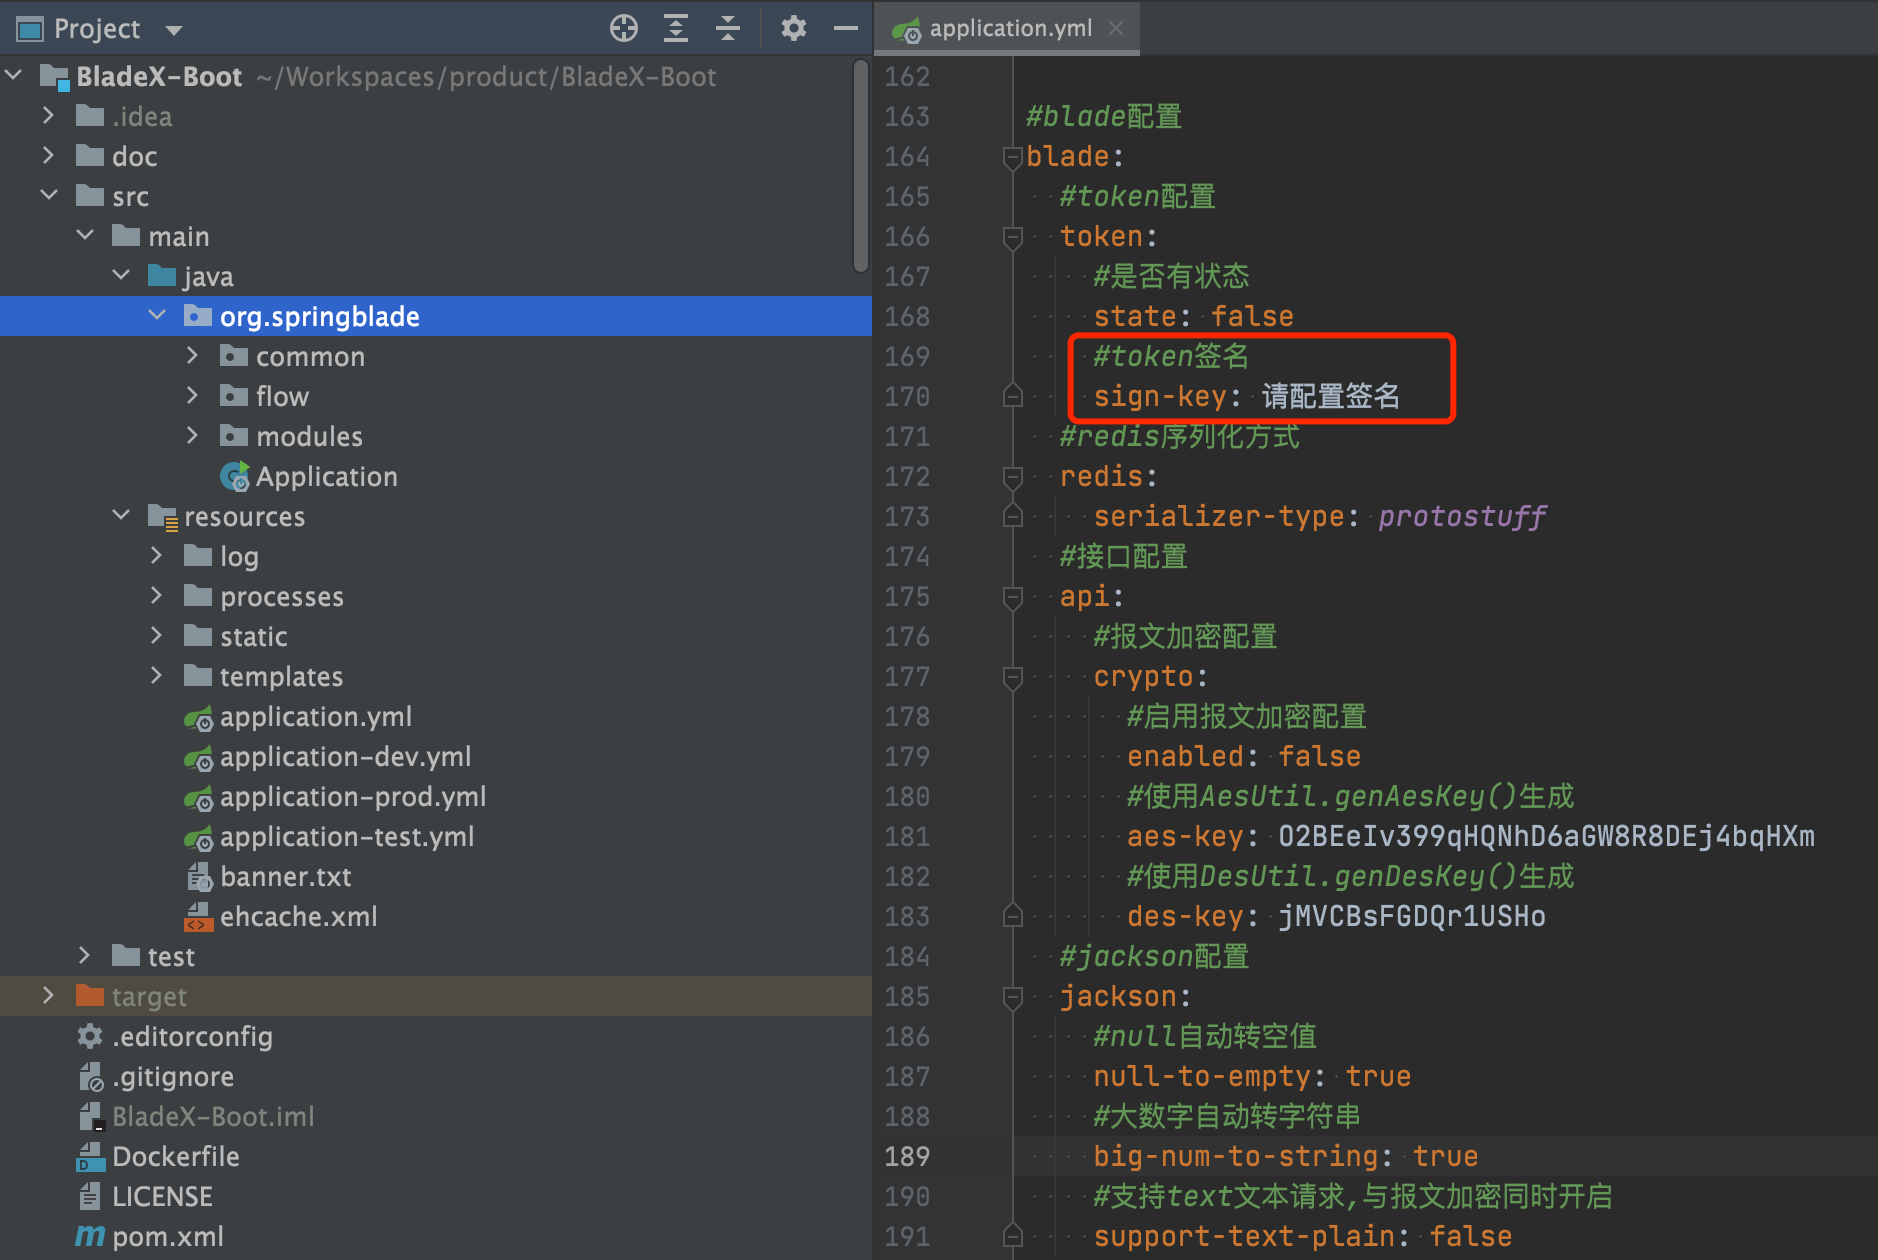 Project
BladeX-Boot ~/Workspaces/product/BladeX-Boot
.idea
doc
src
main
java
org.springblade
common
flow
modules
Application
resources
log
processes
static
templates
application.yml
application-dev.yml
application-prod.yml
application-test.yml
banner.txt
ehcache.xml
test
target
.editorconfig
.gitignore
BladeX-Boot.iml
Dockerfile
LICENSE
pom.xml
application.yml
162
163 #blade配置
164 blade:
165 #token配置
166 token:
167 #是否有状态
168 state: false
169 #token签名
170 sign-key: 请配置签名
171 #redis序列化方式
172 redis:
173 serializer-type: protostuff
174 #接口配置
175 api:
176 #报文加密配置
177 crypto:
178 #启用报文加密配置
179 enabled: false
180 #使用AesUtil.genAesKey()生成
181 aes-key: O2BEeIv399qHQNhD6aGW8R8DEj4bqHXm
182 #使用DesUtil.genDesKey()生成
183 des-key: jMVCBsFGDQr1USHo
184 #jackson配置
185 jackson:
186 #null自动转空值
187 null-to-empty: true
188 #大数字自动转字符串
189 big-num-to-string: true
190 #支持text文本请求,与报文加密同时开启
191 support-text-plain: false